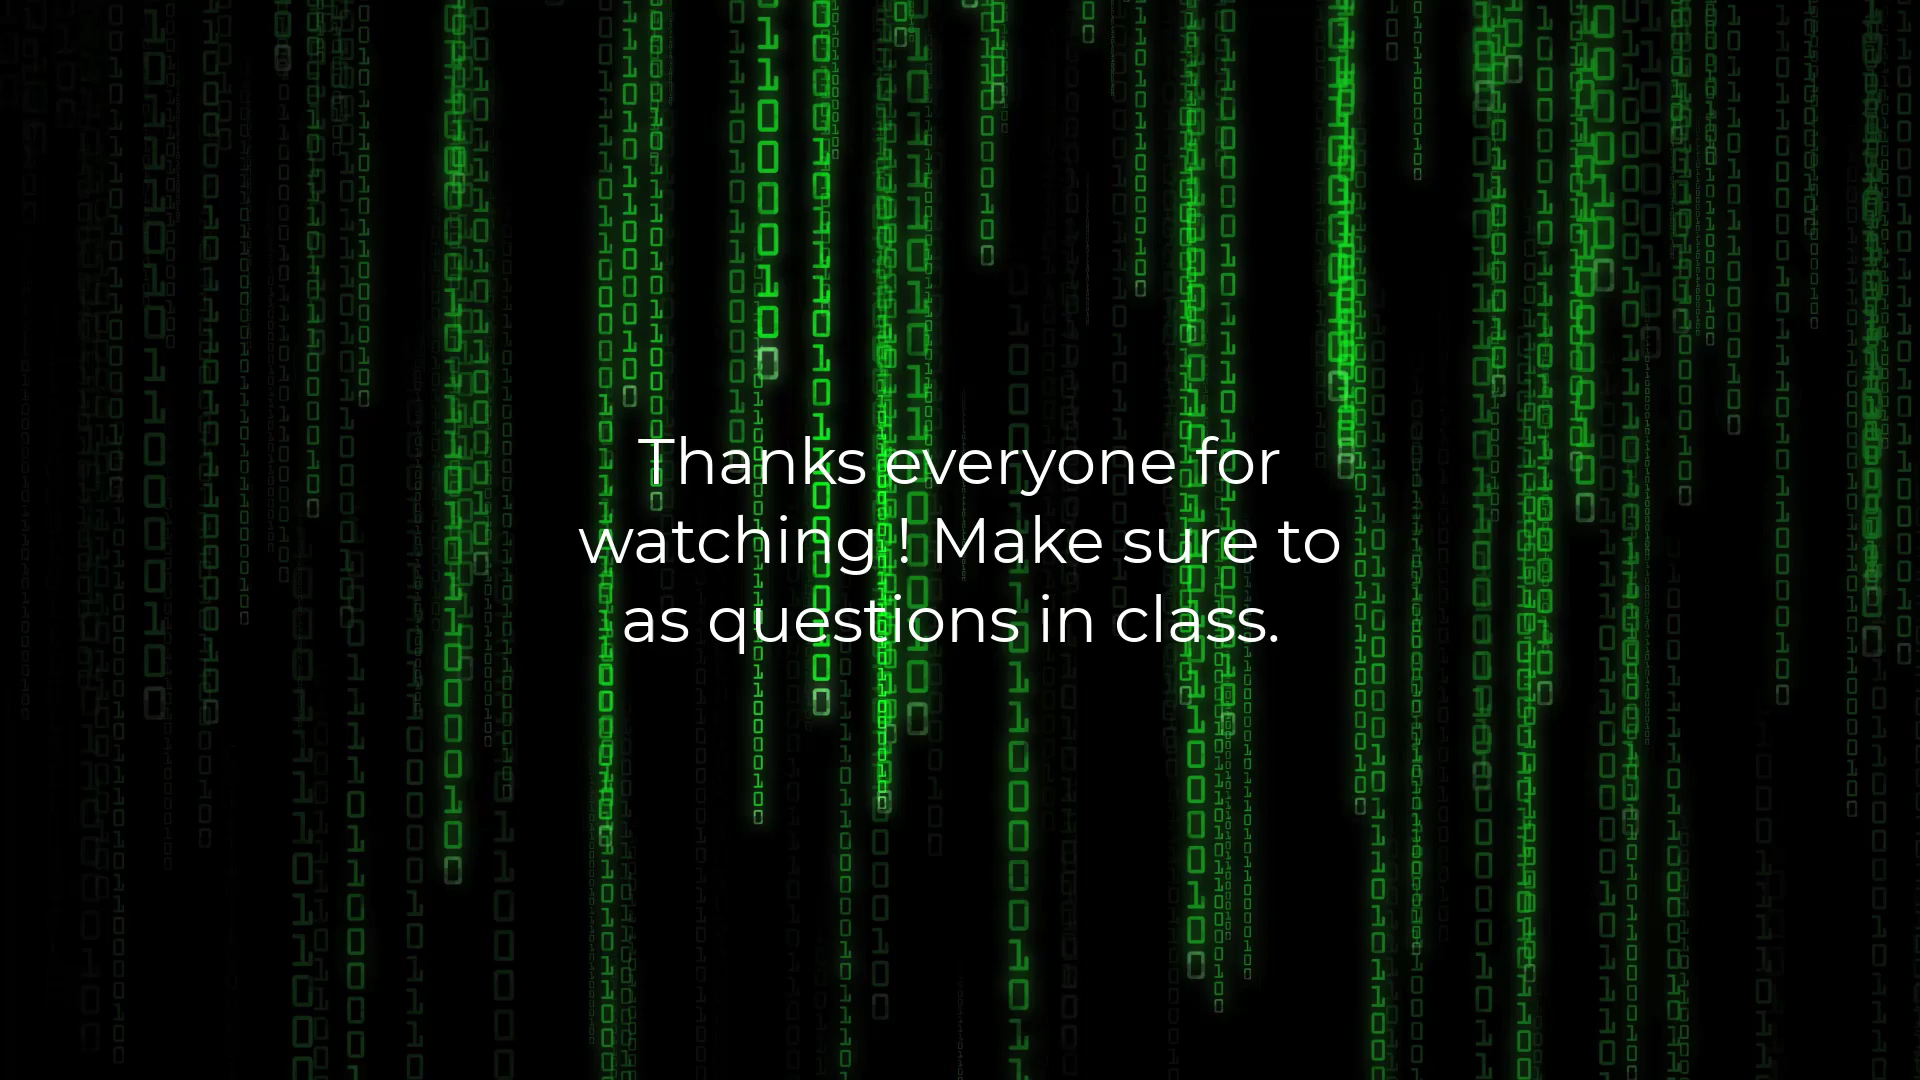 Thanks everyone for
watching ! Make sure to
as questions in class.